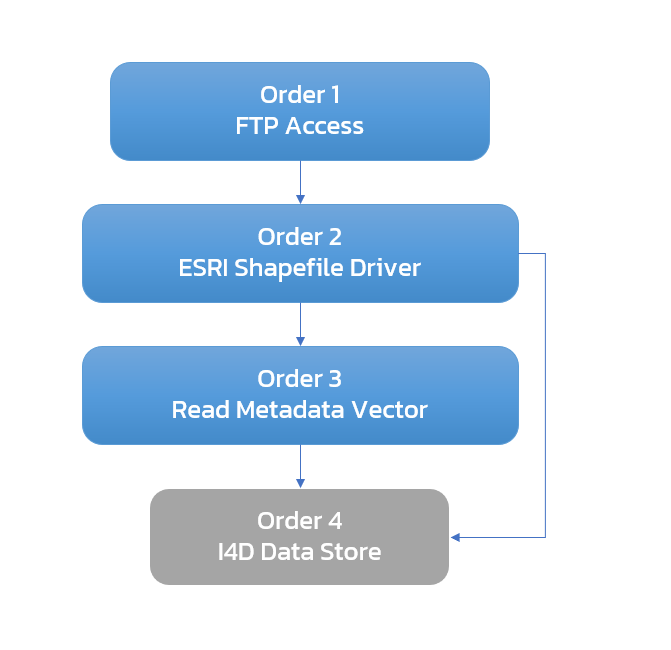 Order 1
FTP Access
Order 2
ESRI Shapefile Driver
Order 3
Read Metadata Vector
Order 4
I4D Data Store